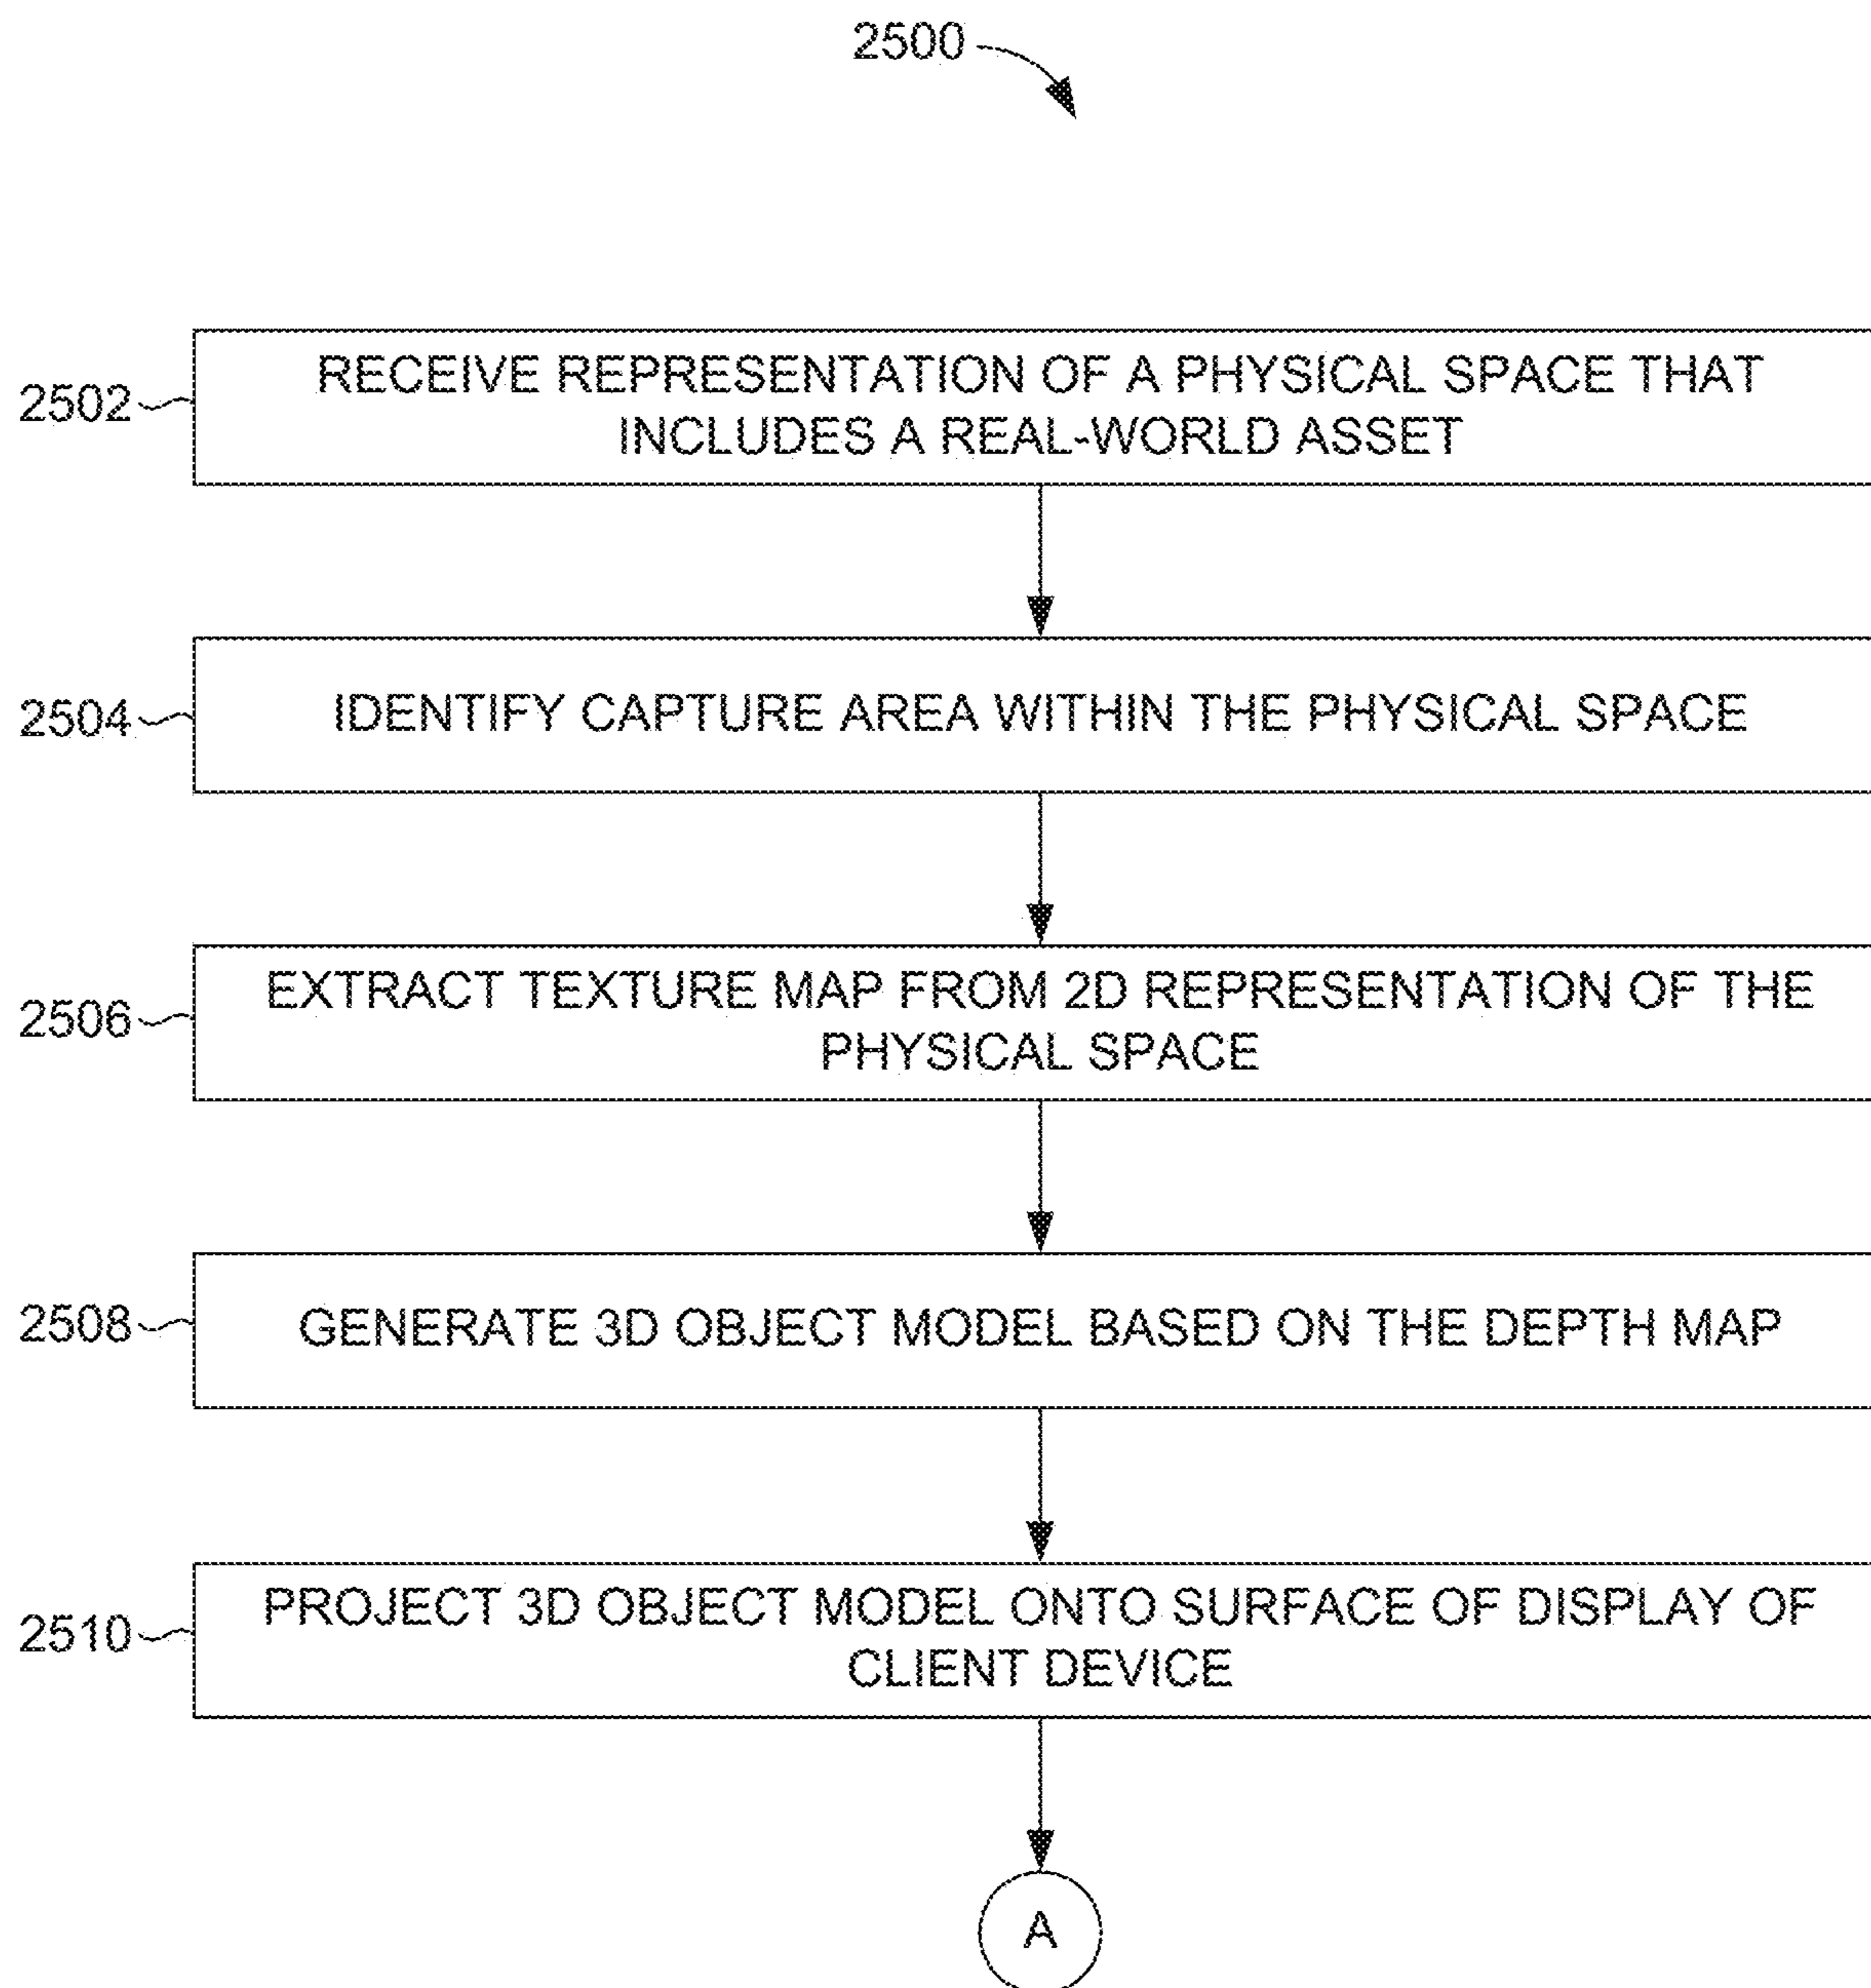 2500
2502
RECEIVE REPRESENTATION OF A PHYSICAL SPACE THAT
INCLUDES A REAL-WORLD ASSET
2504
IDENTIFY CAPTURE AREA WITHIN THE PHYSICAL SPACE
2506
EXTRACT TEXTURE MAP FROM 2D REPRESENTATION OF THE
PHYSICAL SPACE
2508
GENERATE 3D OBJECT MODEL BASED ON THE DEPTH MAP
2510
PROJECT 3D OBJECT MODEL ONTO SURFACE OF DISPLAY OF
CLIENT DEVICE
A